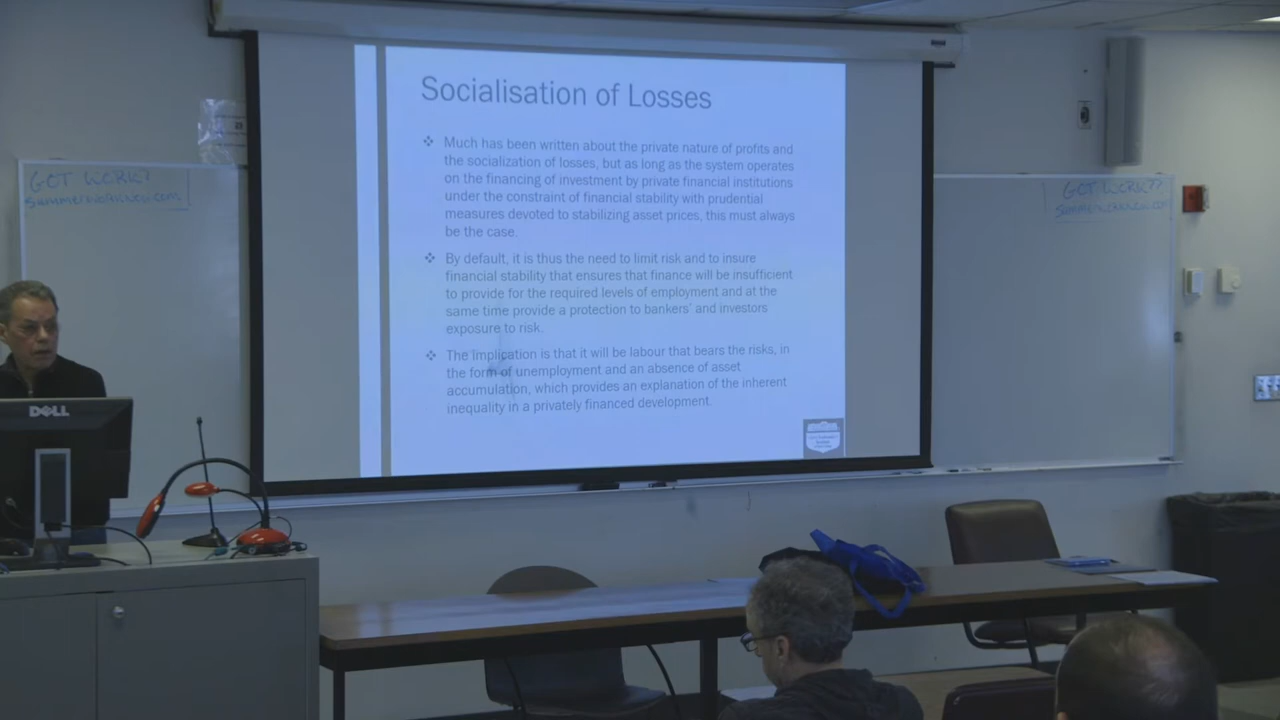 Socialisation of Losses
❖ Much has been written about the private nature of profits and
the socialization of losses, but as long as the system operates
on the financing of investment by private financial institutions
under the constraint of financial stability with prudential
measures devoted to stabilizing asset prices, this must always
be the case.
❖ By default, it is thus the need to limit risk and to insure
financial stability that ensures that finance will be insufficient
to provide for the required levels of employment and at the
same time provide a protection to bankers' and investors
exposure to risk.
❖ The implication is that it will be labour that bears the risks, in
the form of unemployment and an absence of asset
accumulation, which provides an explanation of the inherent
inequality in a privately financed development.
GOT WORK?
GOT WORK??
DELL